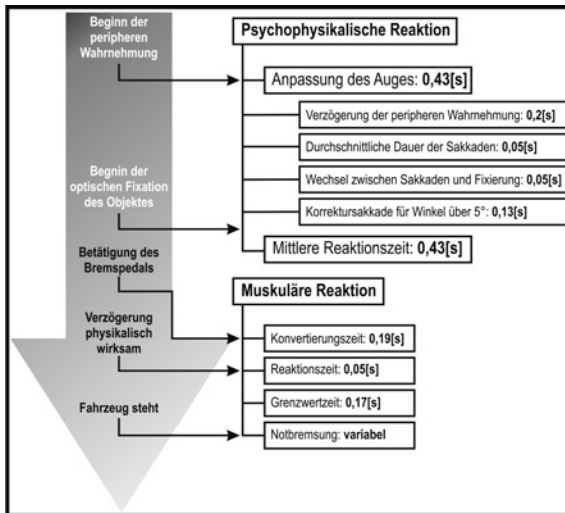 Beginn der
peripheren
Wahrnehmung
Psychophysikalische Reaktion
Anpassung des Auges: 0,43[s]
Verzögerung der peripheren Wahrnehmung: 0,2[s]
Durchschnittliche Dauer der Sakkaden: 0,05[s]
Wechsel zwischen Sakkaden und Fixierung: 0,05[s]
Korrektursakkade für Winkel über 5°: 0,13[s]
Begnin der
optischen Fixation
des Objektes
Mittlere Reaktionszeit: 0,43[s]
Betätigung des
Bremspedals
Muskuläre Reaktion
Verzögerung
physikalisch
wirksam
Konvertierungszeit: 0,19[s]
Reaktionszeit: 0,05[s]
Grenzwertzeit: 0,17[s]
Fahrzeug steht
Notbremsung: variabel